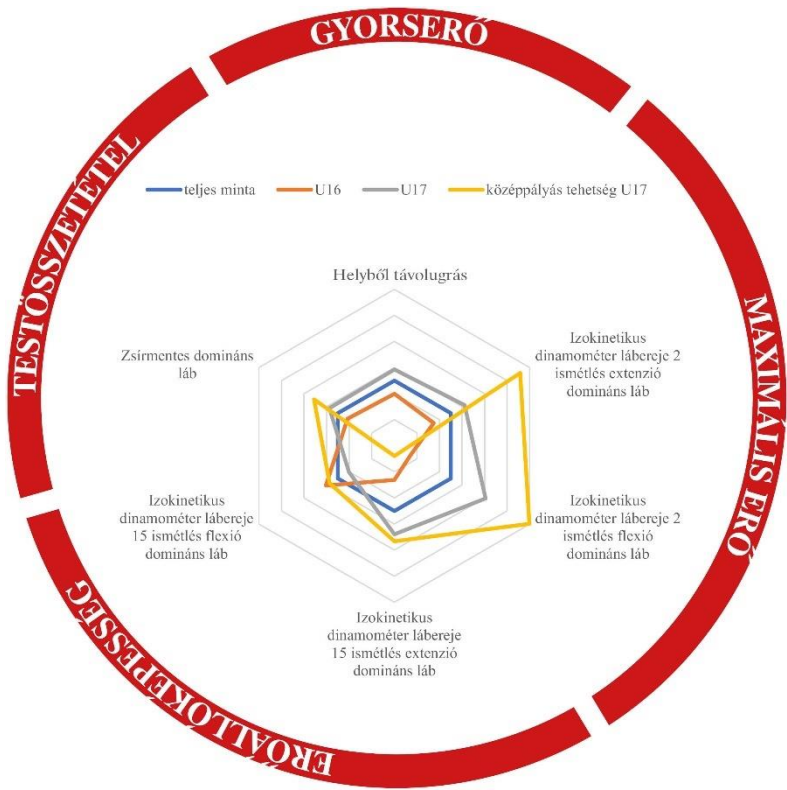 GYORSERŐ
TESTÖSSZETÉTEL
MAXIMÁLIS ERŐ
ERŐÁLLÓKÉPESSÉG
teljes minta
U16
U17
középpályás tehetség U17
Helyből távolugrás
Izokinetikus
dinamométer lábereje 2
ismétlés extenzió
domináns láb
Izokinetikus
dinamométer lábereje 2
ismétlés flexió
domináns láb
Izokinetikus
dinamométer lábereje
15 ismétlés extenzió
domináns láb
Izokinetikus
dinamométer lábereje
15 ismétlés flexió
domináns láb
Zsírmentes domináns
láb